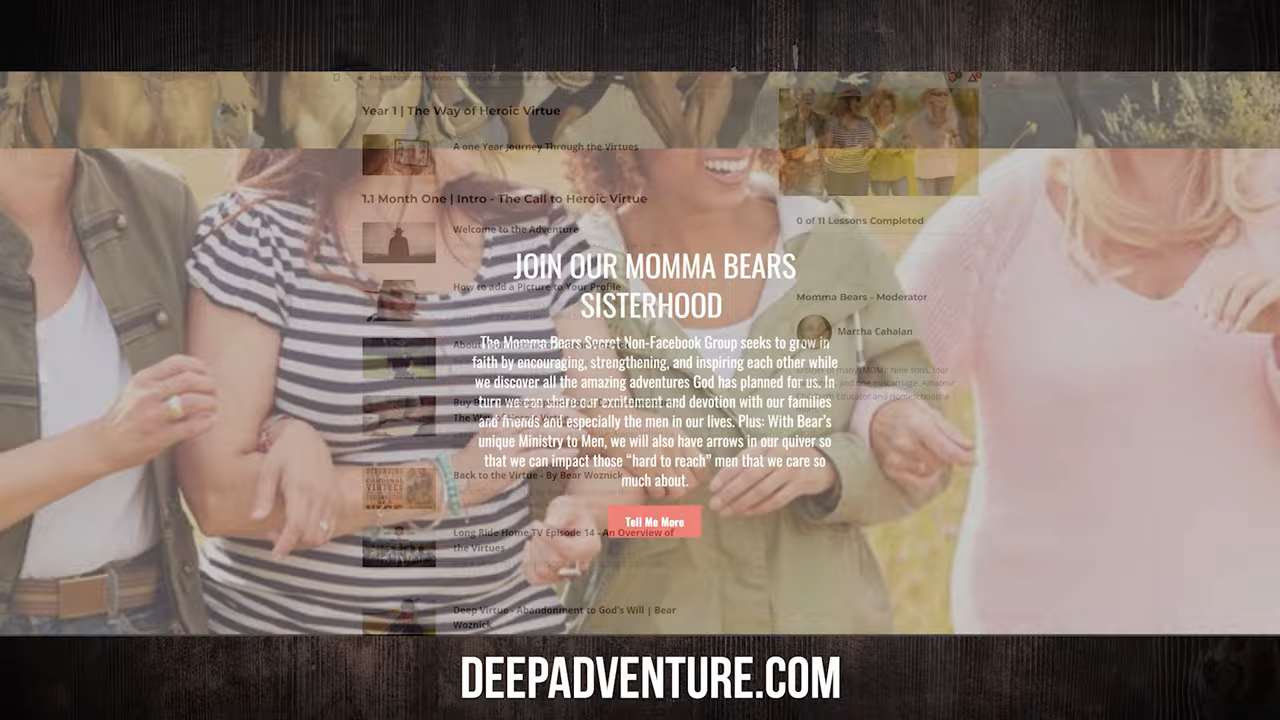 Year 1 | The Way of Heroic Virtue
A one Year Journey Through the Virtues
1.1 Month One | Intro - The Call to Heroic Virtue
Welcome to the Adventure
0 of 11 Lessons Completed
JOIN OUR MOMMA BEARS
SISTERHOOD
How to add a Picture to Your Profile
Momma Bears - Moderator
Martha Cahalan
The Momma Bears Secret Non-Facebook Group seeks to grow in
faith by encouraging, strengthening, and inspiring each other while
we discover all the amazing adventures God has planned for us. In
turn we can share our excitement and devotion with our families
and friends and especially the men in our lives. Plus: With Bear's
unique Ministry to Men, we will also have arrows in our quiver so
that we can impact those “hard to reach” men that we care so
much about.
Back to the Virtue - By Bear Woznick
Tell Me More
Long Ride Home TV Episode 14 - An Overview of
the Virtues
Deep Virtue - Abandonment to God's Will | Bear
Woznick
DEEPADVENTURE.COM